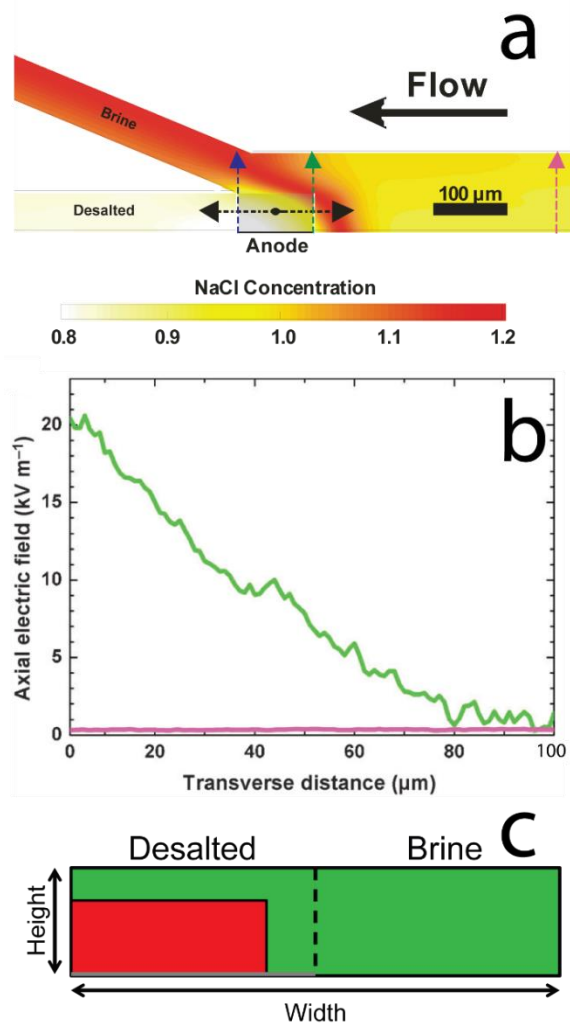 a
Flow
Brine
Desalted
100 µm
Anode
NaCl Concentration
0.8 0.9 1.0 1.1 1.2
b
Axial electric field (kV m⁻¹)
20
15
10
5
0
0 20 40 60 80 100
Transverse distance (µm)
c
Desalted Brine
Height
Width